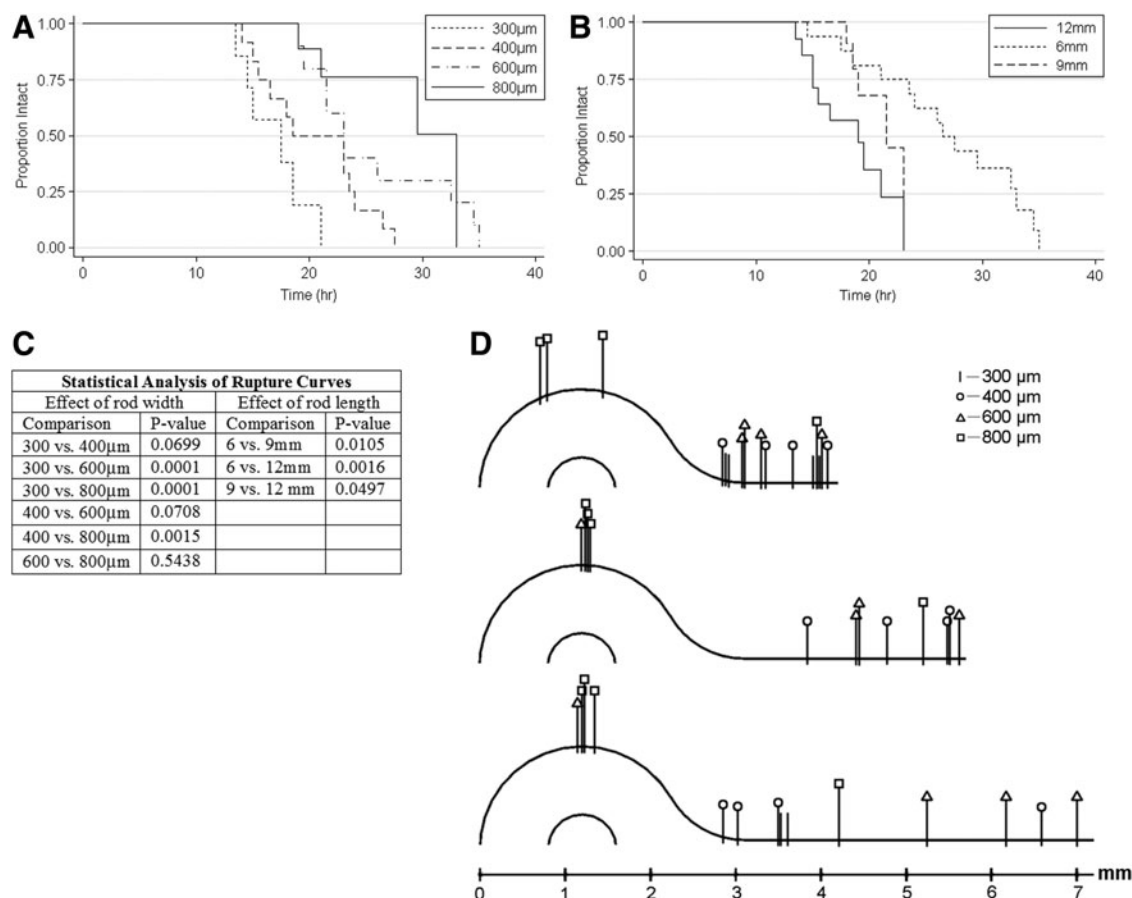 A
300µm
400µm
600µm
800µm
Proportion Intact
1.00
0.75
0.50
0.25
0.00
0 10 20 30 40
Time (hr)
B
12mm
6mm
9mm
Proportion Intact
1.00
0.75
0.50
0.25
0.00
0 10 20 30 40
Time (hr)
C
Statistical Analysis of Rupture Curves
Effect of rod width Effect of rod length
Comparison P-value Comparison P-value
300 vs. 400µm 0.0699 6 vs. 9mm 0.0105
300 vs. 600µm 0.0001 6 vs. 12mm 0.0016
300 vs. 800µm 0.0001 9 vs. 12 mm 0.0497
400 vs. 600µm 0.0708
400 vs. 800µm 0.0015
600 vs. 800µm 0.5438
D
300 µm
400 µm
600 µm
800 µm
0 1 2 3 4 5 6 7 mm